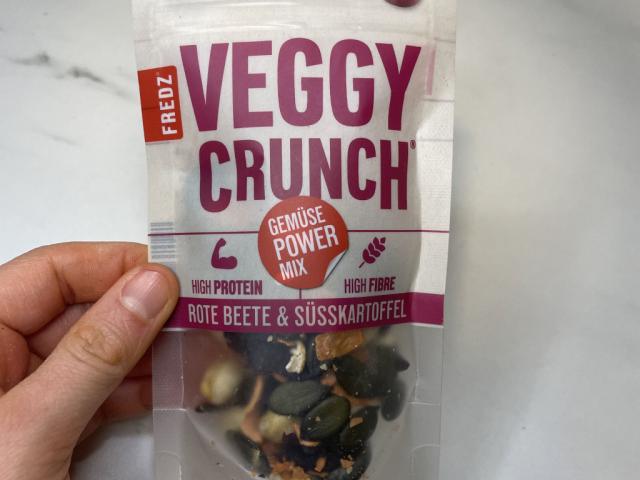 FREDZ®
VEGGY
CRUNCH®
GEMÜSE
POWER
MIX
HIGH PROTEIN
HIGH FIBRE
ROTE BEETE & SÜSSKARTOFFEL